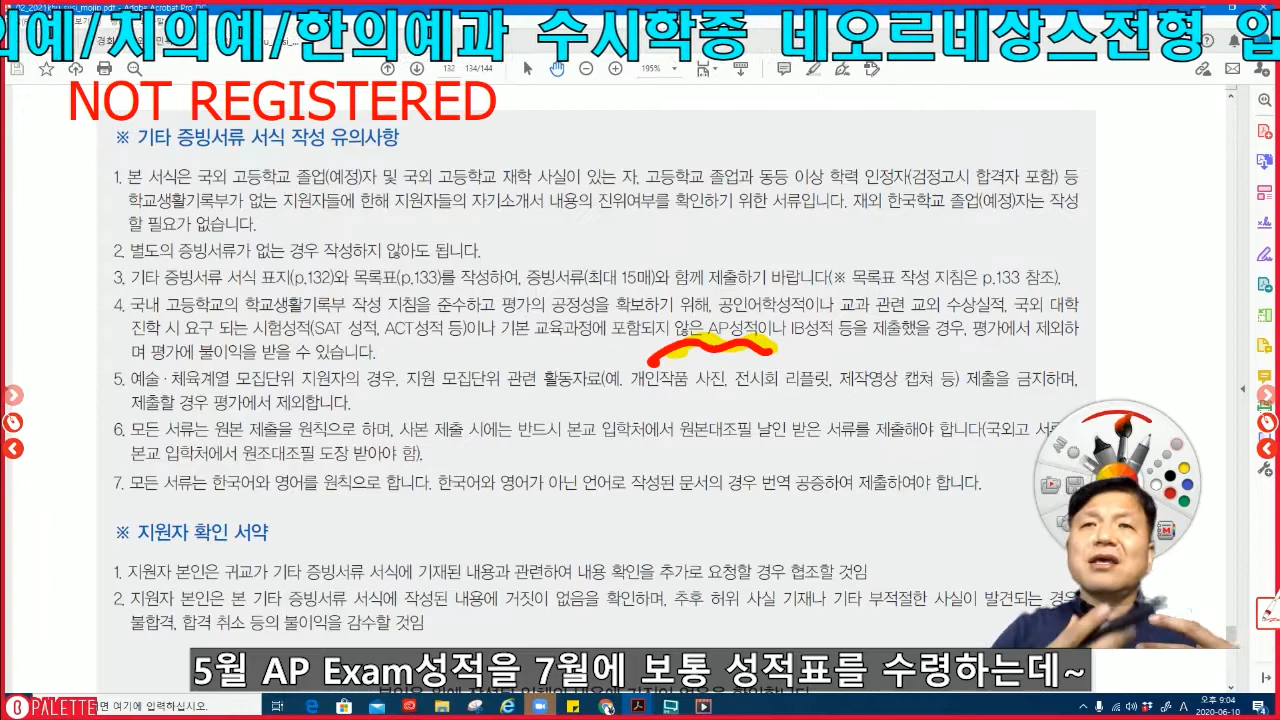 02_2021khu_susi_mojip.pdf - Adobe Acrobat Pro DC
의예/치의예/한의예과 수시학종 네오르네상스전형 입
132 134/144 195%
NOT REGISTERED
※ 기타 증빙서류 서식 작성 유의사항
1. 본 서식은 국외 고등학교 졸업(예정)자 및 국외 고등학교 재학 사실이 있는 자, 고등학교 졸업과 동등 이상 학력 인정자(검정고시 합격자 포함) 등
학교생활기록부가 없는 지원자들에 한해 지원자들의 자기소개서 내용의 진위여부를 확인하기 위한 서류입니다. 재외 한국학교 졸업(예정)자는 작성
할 필요가 없습니다.
2. 별도의 증빙서류가 없는 경우 작성하지 않아도 됩니다.
3. 기타 증빙서류 서식 표지(p.132)와 목록표(p.133)를 작성하여, 증빙서류(최대 15매)와 함께 제출하기 바랍니다(※ 목록표 작성 지침은 p.133 참조).
4. 국내 고등학교의 학교생활기록부 작성 지침을 준수하고 평가의 공정성을 확보하기 위해, 공인어학성적이나 교과 관련 교외 수상실적, 국외 대학
진학 시 요구 되는 시험성적(SAT 성적, ACT성적 등)이나 기본 교육과정에 포함되지 않은 AP성적이나 IB성적 등을 제출했을 경우, 평가에서 제외하
며 평가에 불이익을 받을 수 있습니다.
5. 예술·체육계열 모집단위 지원자의 경우, 지원 모집단위 관련 활동자료(예. 개인작품 사진, 전시회 리플릿, 제작영상 캡쳐 등) 제출을 금지하며,
제출할 경우 평가에서 제외합니다.
6. 모든 서류는 원본 제출을 원칙으로 하며, 사본 제출 시에는 반드시 본교 입학처에서 원본대조필 날인 받은 서류를 제출해야 합니다(국외고 서류
본교 입학처에서 원조대조필 도장 받아야 함).
7. 모든 서류는 한국어와 영어를 원칙으로 합니다. 한국어와 영어가 아닌 언어로 작성된 문서의 경우 번역 공증하여 제출하여야 합니다.
※ 지원자 확인 서약
1. 지원자 본인은 귀교가 기타 증빙서류 서식에 기재된 내용과 관련하여 내용 확인을 추가로 요청할 경우 협조할 것임
2. 지원자 본인은 본 기타 증빙서류 서식에 작성된 내용에 거짓이 없음을 확인하며, 추후 허위 사실 기재나 기타 부적절한 사실이 발견되는 경우
불합격, 합격 취소 등의 불이익을 감수할 것임
5월 AP Exam성적을 7월에 보통 성적표를 수령하는데~
PALETTE면 여기에 입력하십시오.
A 오후 9:04
2020-06-10